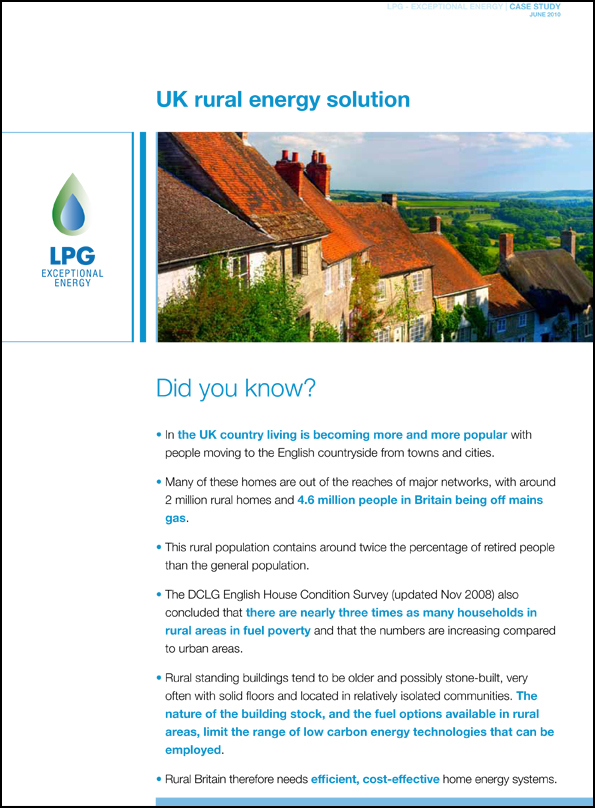 LPG - EXCEPTIONAL ENERGY | CASE STUDY
JUNE 2010
UK rural energy solution
LPG
EXCEPTIONAL
ENERGY
Did you know?
• In the UK country living is becoming more and more popular with
people moving to the English countryside from towns and cities.
• Many of these homes are out of the reaches of major networks, with around
2 million rural homes and 4.6 million people in Britain being off mains
gas.
• This rural population contains around twice the percentage of retired people
than the general population.
• The DCLG English House Condition Survey (updated Nov 2008) also
concluded that there are nearly three times as many households in
rural areas in fuel poverty and that the numbers are increasing compared
to urban areas.
• Rural standing buildings tend to be older and possibly stone-built, very
often with solid floors and located in relatively isolated communities. The
nature of the building stock, and the fuel options available in rural
areas, limit the range of low carbon energy technologies that can be
employed.
• Rural Britain therefore needs efficient, cost-effective home energy systems.